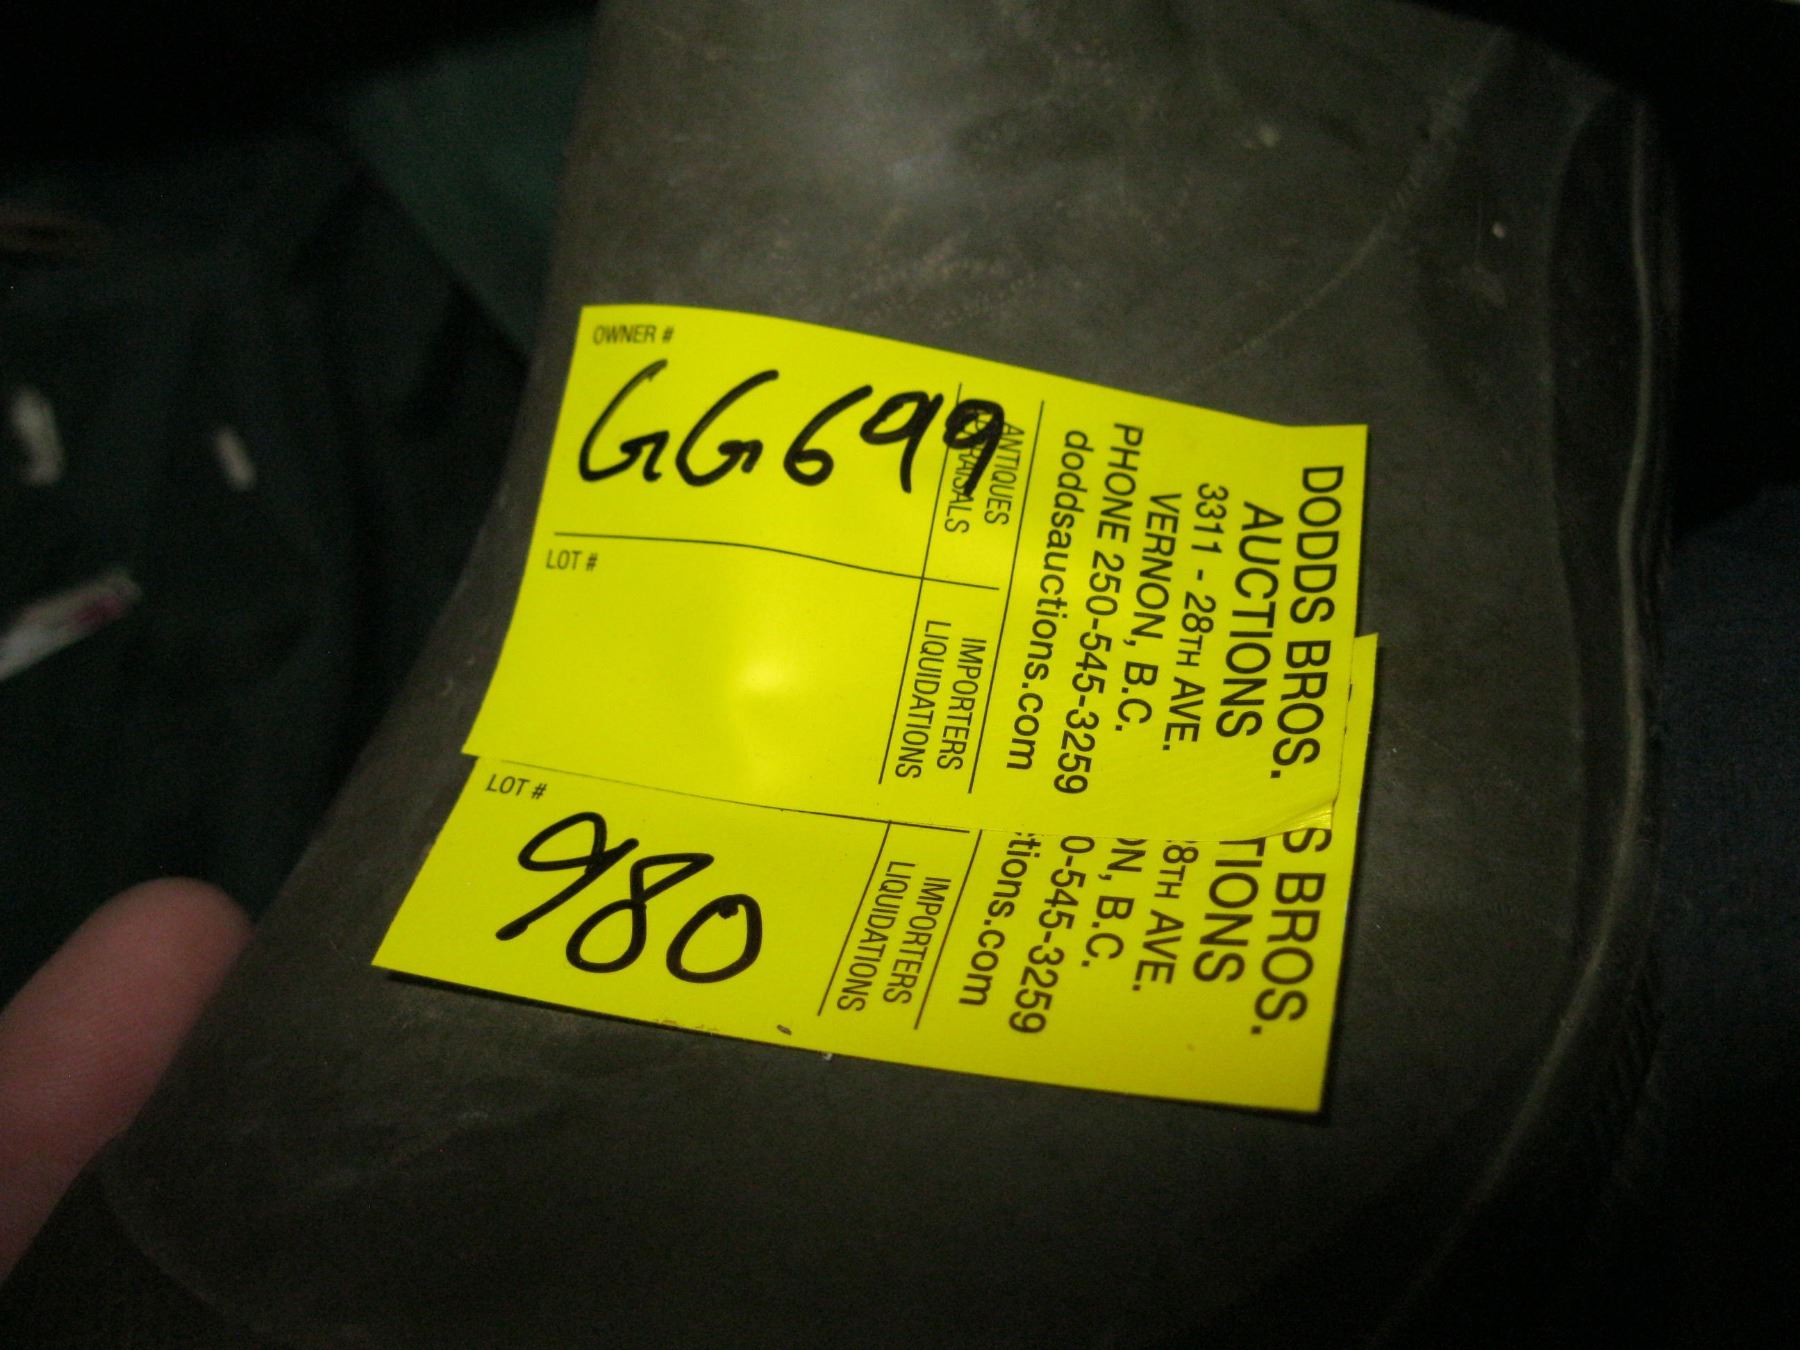 OWNER #
GG699
LOT #
DODDS BROS.
AUCTIONS
3311 - 28TH AVE.
VERNON, B.C.
PHONE 250-545-3259
doddsauctions.com
ANTIQUES
IMPORTERS
LIQUIDATIONS
LOT #
980
S BROS.
TIONS
8TH AVE.
ON, B.C.
0-545-3259
tions.com
IMPORTERS
LIQUIDATIONS